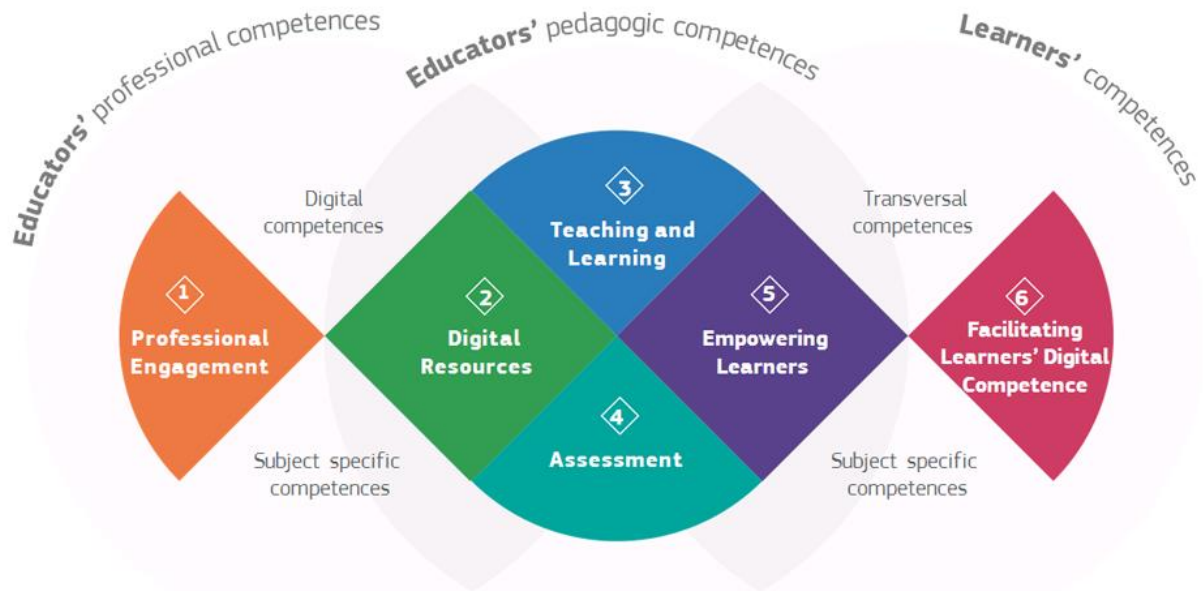 Educators' professional competences
Educators' pedagogic competences
Learners' competences
Digital
competences
Transversal
competences
1
Professional
Engagement
2
Digital
Resources
3
Teaching and
Learning
4
Assessment
5
Empowering
Learners
6
Facilitating
Learners' Digital
Competence
Subject specific
competences
Subject specific
competences